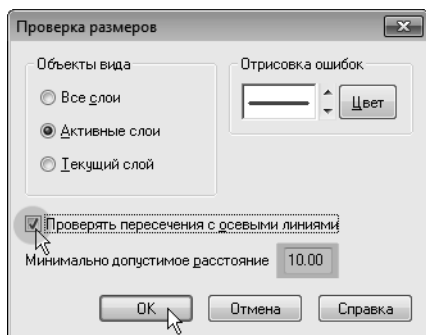 Проверка размеров
Объекты вида
Все слои
Активные слои
Текущий слой
Отрисовка ошибок
Цвет
Проверять пересечения с осевыми линиями
Минимально допустимое расстояние 10.00
OK Отмена Справка